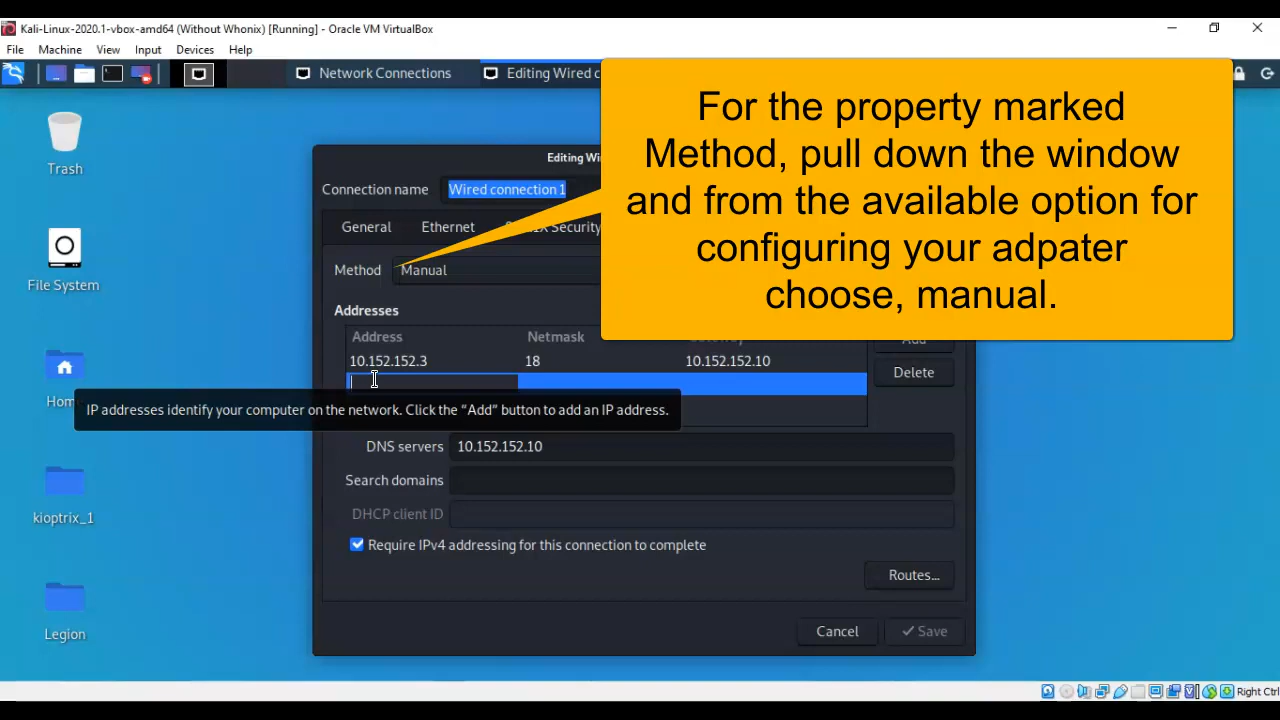 Kali-Linux-2020.1-vbox-amd64 (Without Whonix) [Running] - Oracle VM VirtualBox
File Machine View Input Devices Help
Network Connections
Editing Wired c
For the property marked
Method, pull down the window
and from the available option for
configuring your adpater
choose, manual.
Trash
File System
Hom
kioptrix_1
Legion
Editing Wi
Connection name Wired connection 1
General Ethernet Security
Method Manual
Addresses
Address Netmask
10.152.152.3 18 10.152.152.10
Delete
IP addresses identify your computer on the network. Click the “Add” button to add an IP address.
DNS servers 10.152.152.10
Search domains
DHCP client ID
Require IPv4 addressing for this connection to complete
Routes...
Cancel Save
Right Ctrl